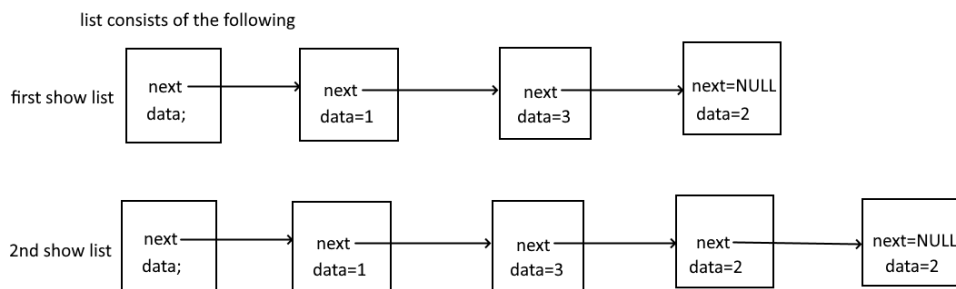 list consists of the following
first show list
next
data;
next
data=1
next
data=3
next=NULL
data=2
2nd show list
next
data;
next
data=1
next
data=3
next
data=2
next=NULL
data=2